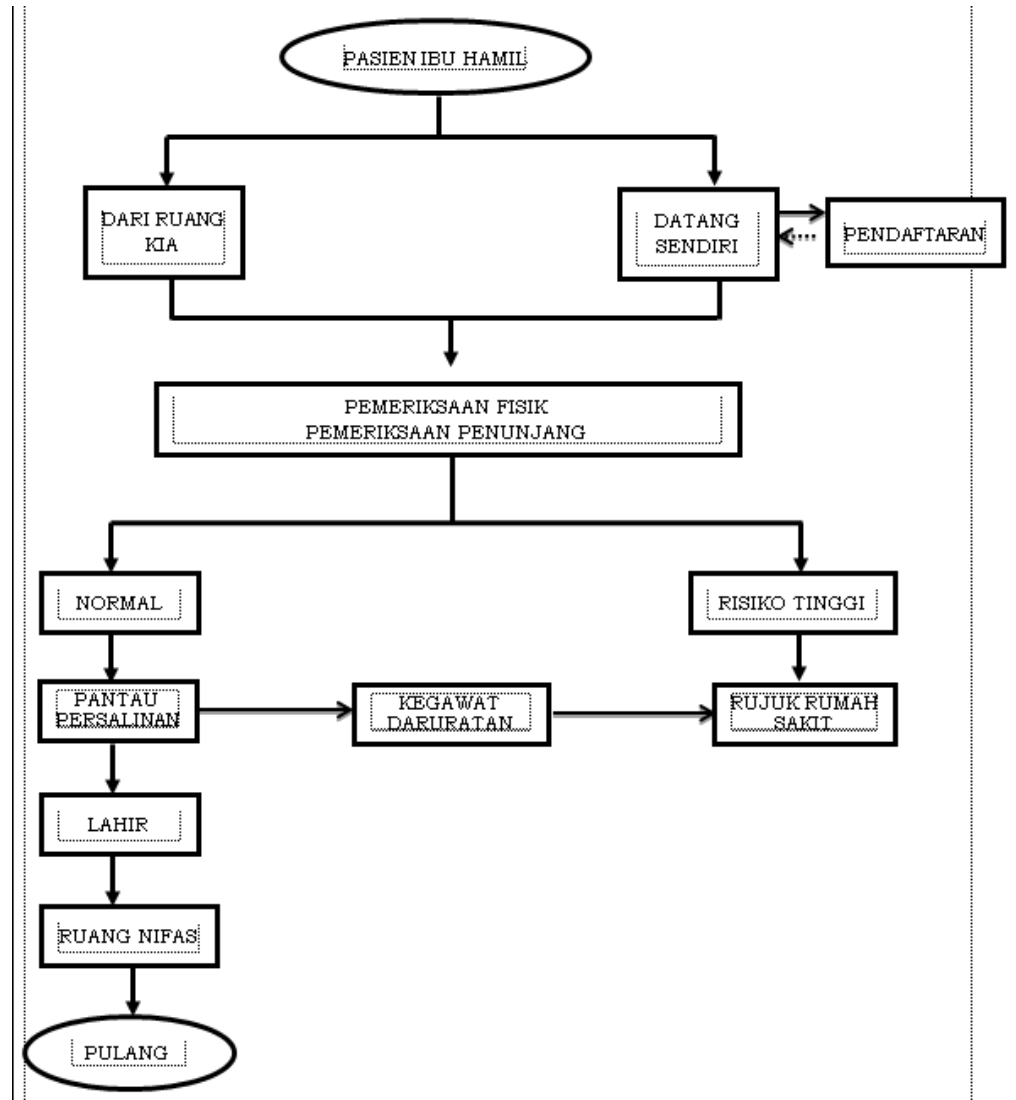 PASIEN IBU HAMIL
DARI RUANG
KIA
DATANG
SENDIRI
PENDAFTARAN
PEMERIKSAAN FISIK
PEMERIKSAAN PENUNJANG
NORMAL
RISIKO TINGGI
PANTAU
PERSALINAN
KEGAWAT
DARURATAN
RUJUK RUMAH
SAKIT
LAHIR
RUANG NIFAS
PULANG